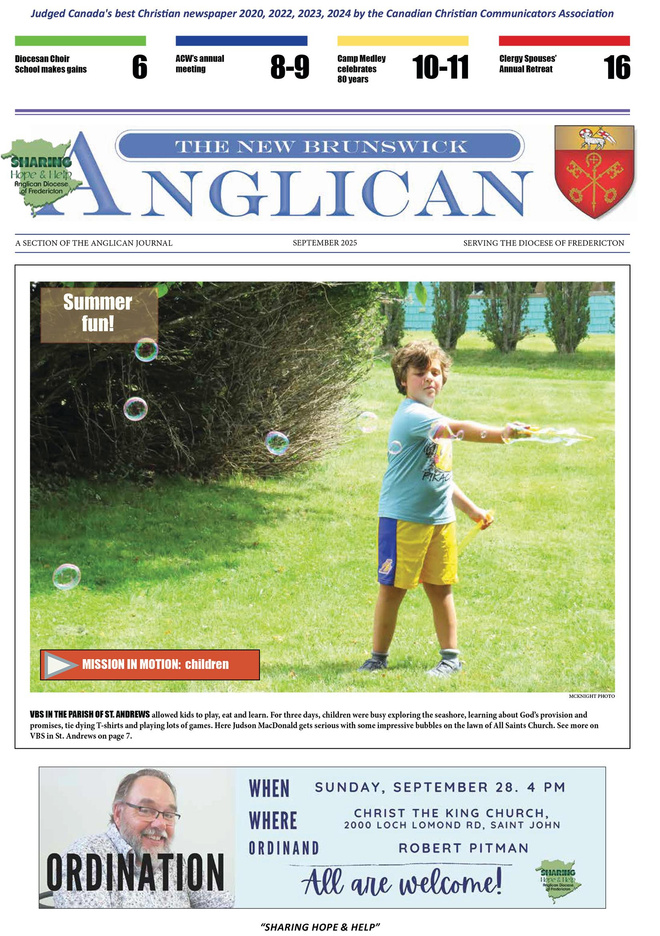 Judged Canada's best Christian newspaper 2020, 2022, 2023, 2024 by the Canadian Christian Communicators Association
Diocesan Choir
School makes gains
6
ACW's annual
meeting
8-9
Camp Medley
celebrates
80 years
10-11
Clergy Spouses'
Annual Retreat
16
SHARING
Hope & Help
Anglican Diocese
of Fredericton
THE NEW BRUNSWICK
ANGLICAN
A SECTION OF THE ANGLICAN JOURNAL
SEPTEMBER 2025
SERVING THE DIOCESE OF FREDERICTON
Summer
fun!
MISSION IN MOTION: children
MCKNIGHT PHOTO
VBS IN THE PARISH OF ST. ANDREWS allowed kids to play, eat and learn. For three days, children were busy exploring the seashore, learning about God's provision and
promises, tie dying T-shirts and playing lots of games. Here Judson MacDonald gets serious with some impressive bubbles on the lawn of All Saints Church. See more on
VBS in St. Andrews on page 7.
ORDINATION
WHEN SUNDAY, SEPTEMBER 28. 4 PM
WHERE CHRIST THE KING CHURCH,
2000 LOCH LOMOND RD, SAINT JOHN
ORDINAND ROBERT PITMAN
All are welcome!
SHARING
Hope & Help
Anglican Diocese
of Fredericton
"SHARING HOPE & HELP"